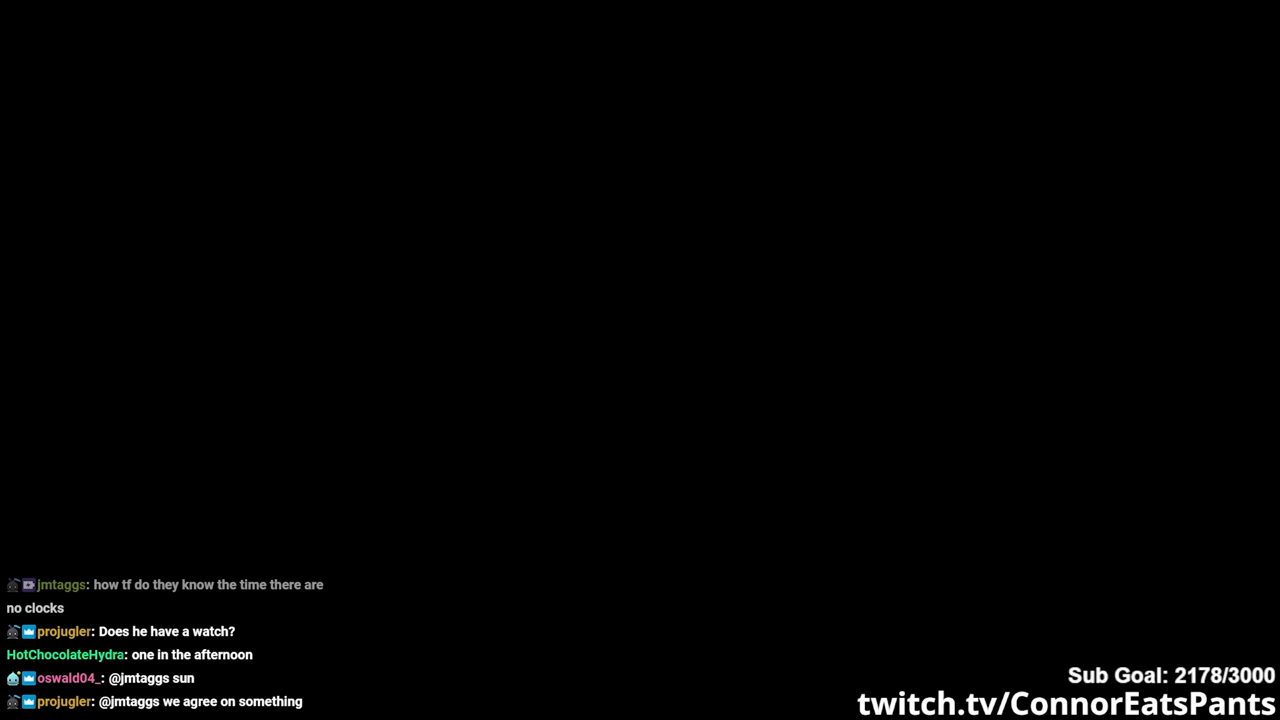 jmtaggs: how tf do they know the time there are
no clocks
projugler: Does he have a watch?
HotChocolateHydra: one in the afternoon
oswald04_: @jmtaggs sun
projugler: @jmtaggs we agree on something
Sub Goal: 2178/3000
twitch.tv/ConnorEatsPants